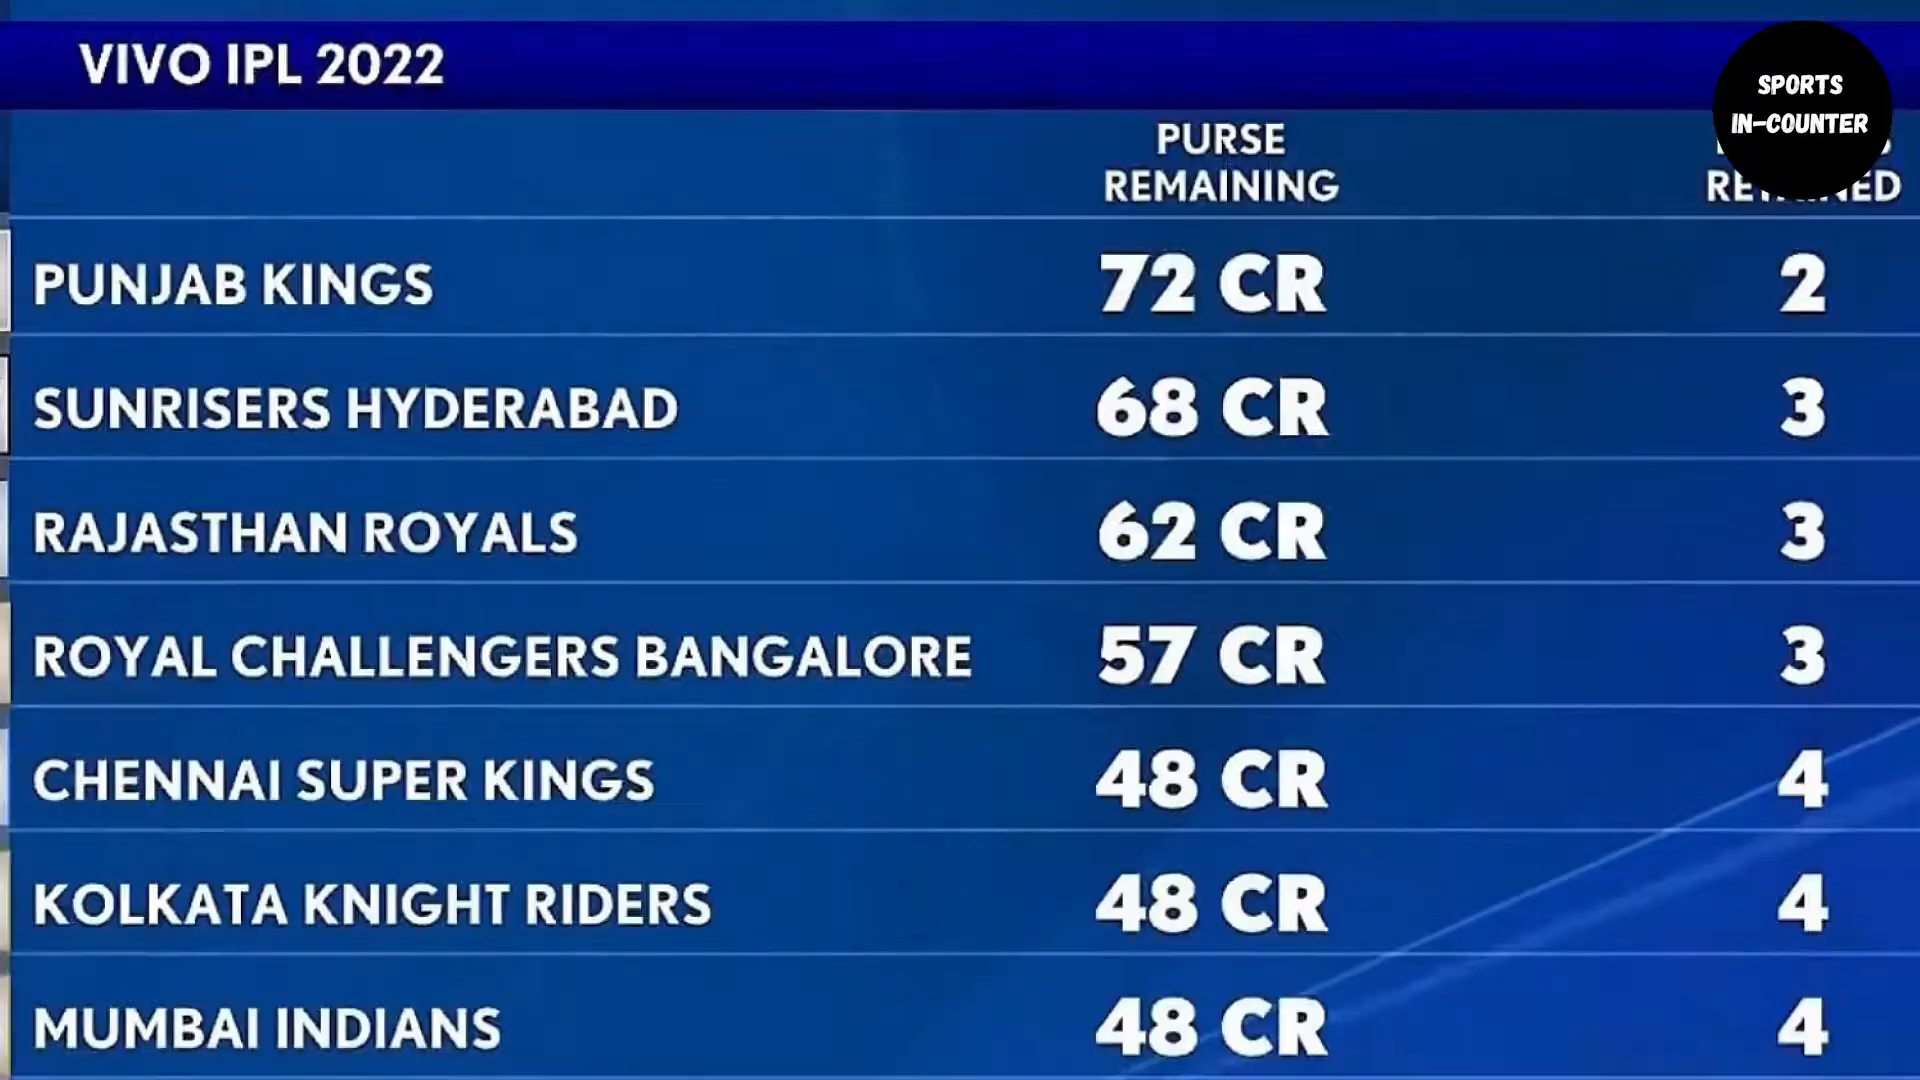 VIVO IPL 2022
SPORTS
IN-COUNTER
PURSE
REMAINING
PUNJAB KINGS 72 CR 2
SUNRISERS HYDERABAD 68 CR 3
RAJASTHAN ROYALS 62 CR 3
ROYAL CHALLENGERS BANGALORE 57 CR 3
CHENNAI SUPER KINGS 48 CR 4
KOLKATA KNIGHT RIDERS 48 CR 4
MUMBAI INDIANS 48 CR 4